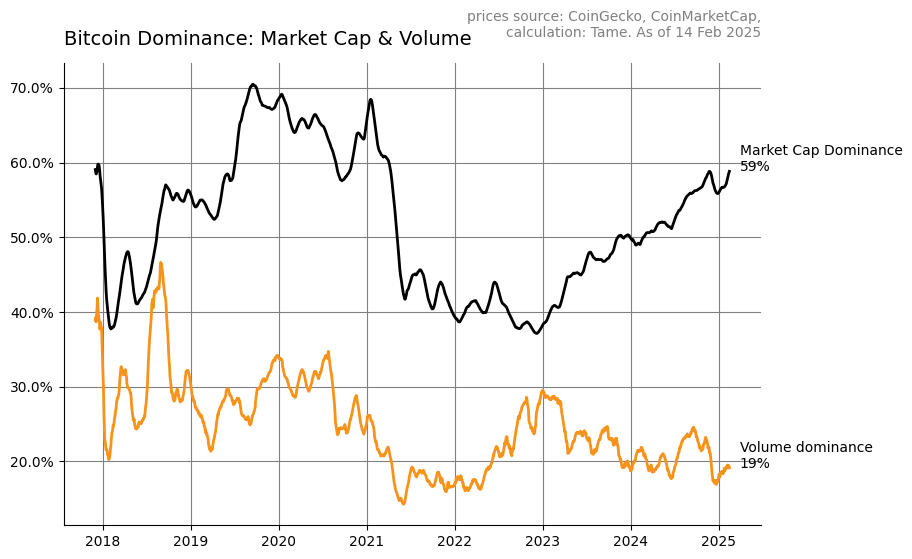 prices source: CoinGecko, CoinMarketCap,
calculation: Tame. As of 14 Feb 2025
Bitcoin Dominance: Market Cap & Volume
70.0%
60.0%
50.0%
40.0%
30.0%
20.0%
Market Cap Dominance
59%
Volume dominance
19%
2018 2019 2020 2021 2022 2023 2024 2025